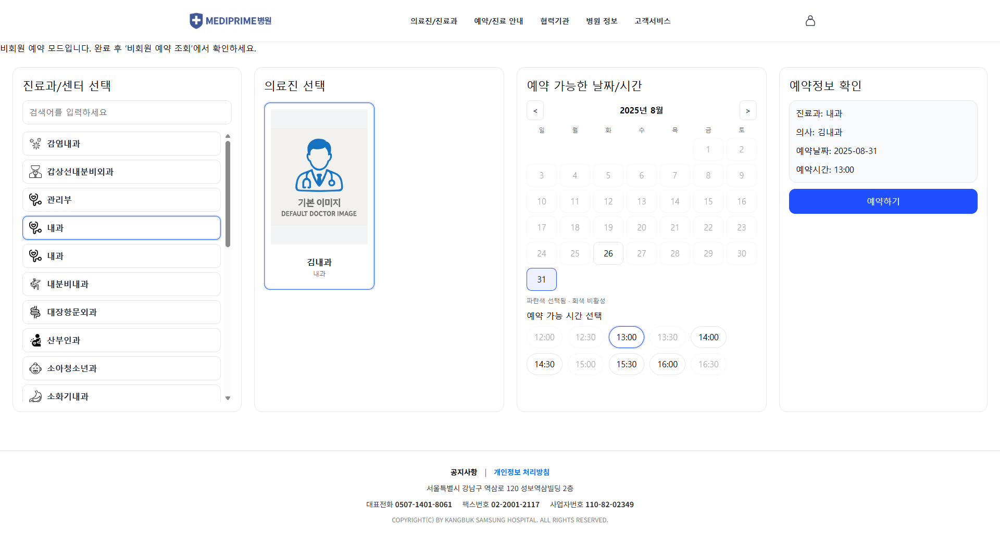 MEDIPRIME병원
의료진/진료과 예약/진료 안내 협력기관 병원 정보 고객서비스
비회원 예약 모드입니다. 완료 후 ‘비회원 예약 조회’에서 확인하세요.
진료과/센터 선택
검색어를 입력하세요
감염내과
갑상선내분비외과
관리부
내과
내과
내분비내과
대장항문외과
산부인과
소아청소년과
소화기내과
의료진 선택
기본 이미지
DEFAULT DOCTOR IMAGE
김내과
내과
예약 가능한 날짜/시간
< 2025년 8월 >
일 월 화 수 목 금 토
1 2
3 4 5 6 7 8 9
10 11 12 13 14 15 16
17 18 19 20 21 22 23
24 25 26 27 28 29 30
31
파란색 선택됨 · 회색 비활성
예약 가능 시간 선택
12:00 12:30 13:00 13:30 14:00
14:30 15:00 15:30 16:00 16:30
예약정보 확인
진료과: 내과
의사: 김내과
예약날짜: 2025-08-31
예약시간: 13:00
예약하기
공지사항 | 개인정보 처리방침
서울특별시 강남구 역삼로 120 성보역삼빌딩 2층
대표전화 0507-1401-8061 팩스번호 02-2001-2117 사업자번호 110-82-02349
COPYRIGHT(C) BY KANGBUK SAMSUNG HOSPITAL. ALL RIGHTS RESERVED.